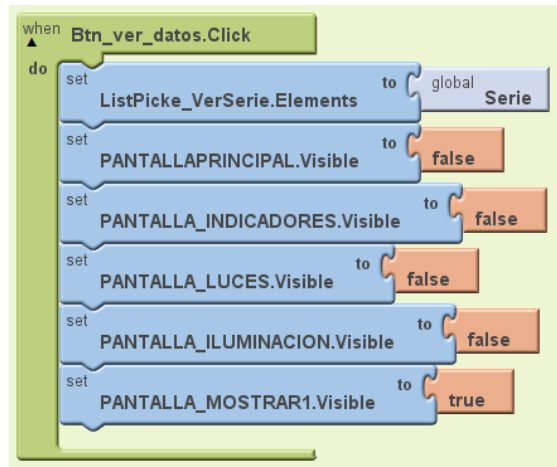 when Btn_ver_datos.Click
do
set to global
ListPicke_VerSerie.Elements Serie
set to
PANTALLAPRINCIPAL.Visible false
set to
PANTALLA_INDICADORES.Visible false
set to
PANTALLA_LUCES.Visible false
set to
PANTALLA_ILUMINACION.Visible false
set to
PANTALLA_MOSTRAR1.Visible true